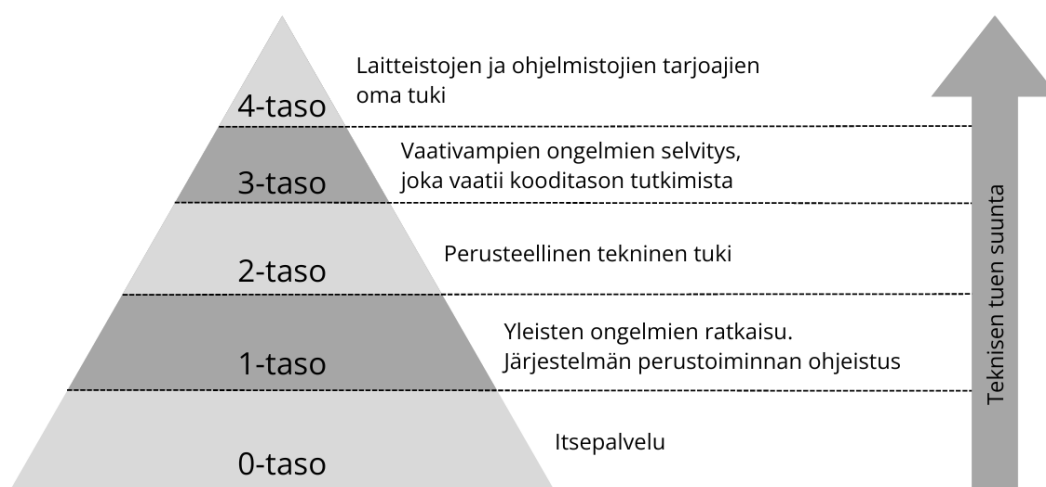 Laitteistojen ja ohjelmistojien tarjoajien
oma tuki
4-taso
Vaativampien ongelmien selvitys,
joka vaatii kooditason tutkimista
3-taso
Perusteellinen tekninen tuki
2-taso
Yleisten ongelmien ratkaisu.
Järjestelmän perustoiminnan ohjeistus
1-taso
Itsepalvelu
0-taso
Teknisen tuen suunta